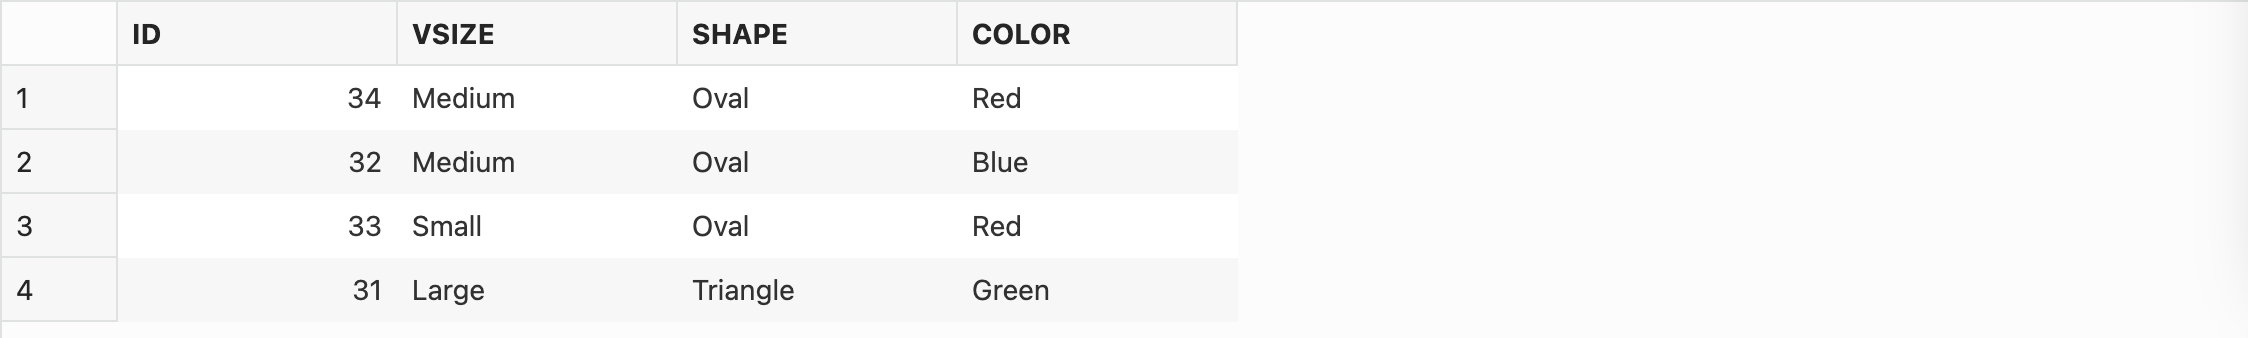 ID VSIZE SHAPE COLOR
1 34 Medium Oval Red
2 32 Medium Oval Blue
3 33 Small Oval Red
4 31 Large Triangle Green